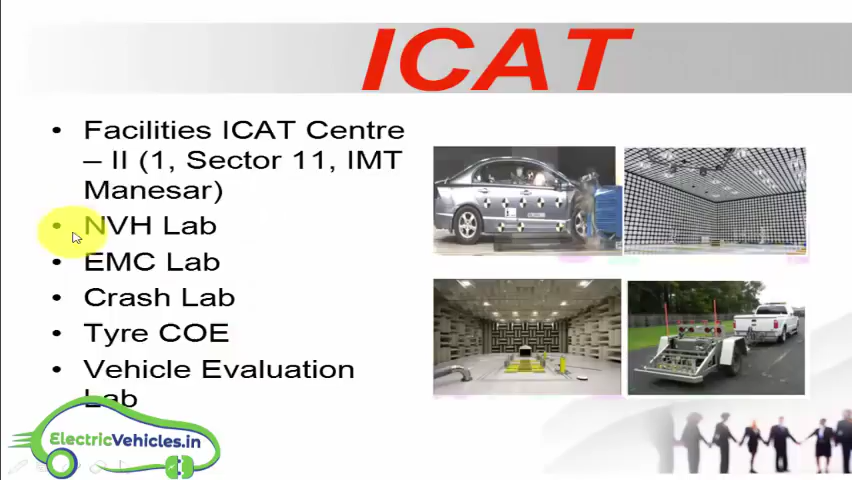 ICAT
• Facilities ICAT Centre
– II (1, Sector 11, IMT
Manesar)
• NVH Lab
• EMC Lab
• Crash Lab
• Tyre COE
• Vehicle Evaluation
Lab
ElectricVehicles.in